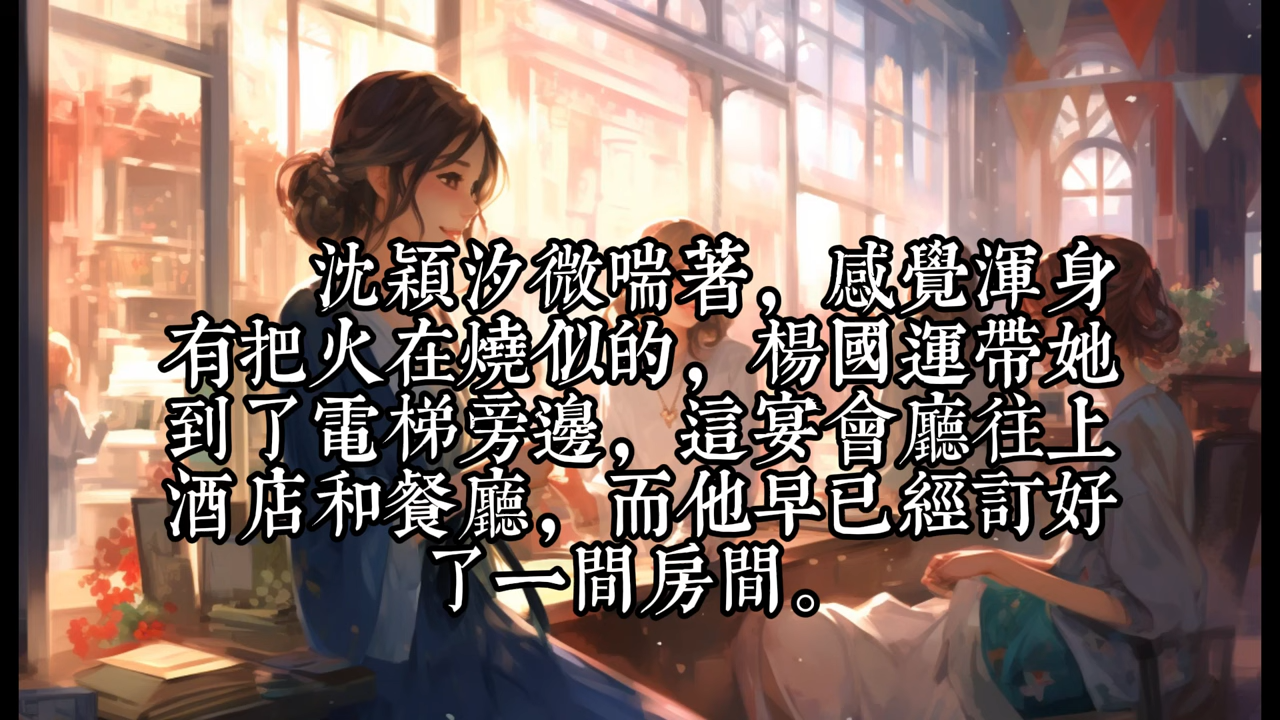 沈穎汐微喘著，感覺渾身
有把火在燒似的，楊國運帶她
到了電梯旁邊，這宴會廳往上
酒店和餐廳，而他早已經訂好
了一間房間。